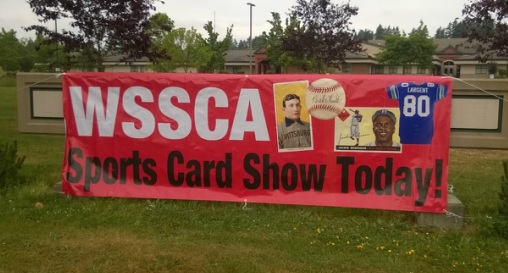 WSSCA
PITTSBURG
LARGENT
80
Sports Card Show Today!